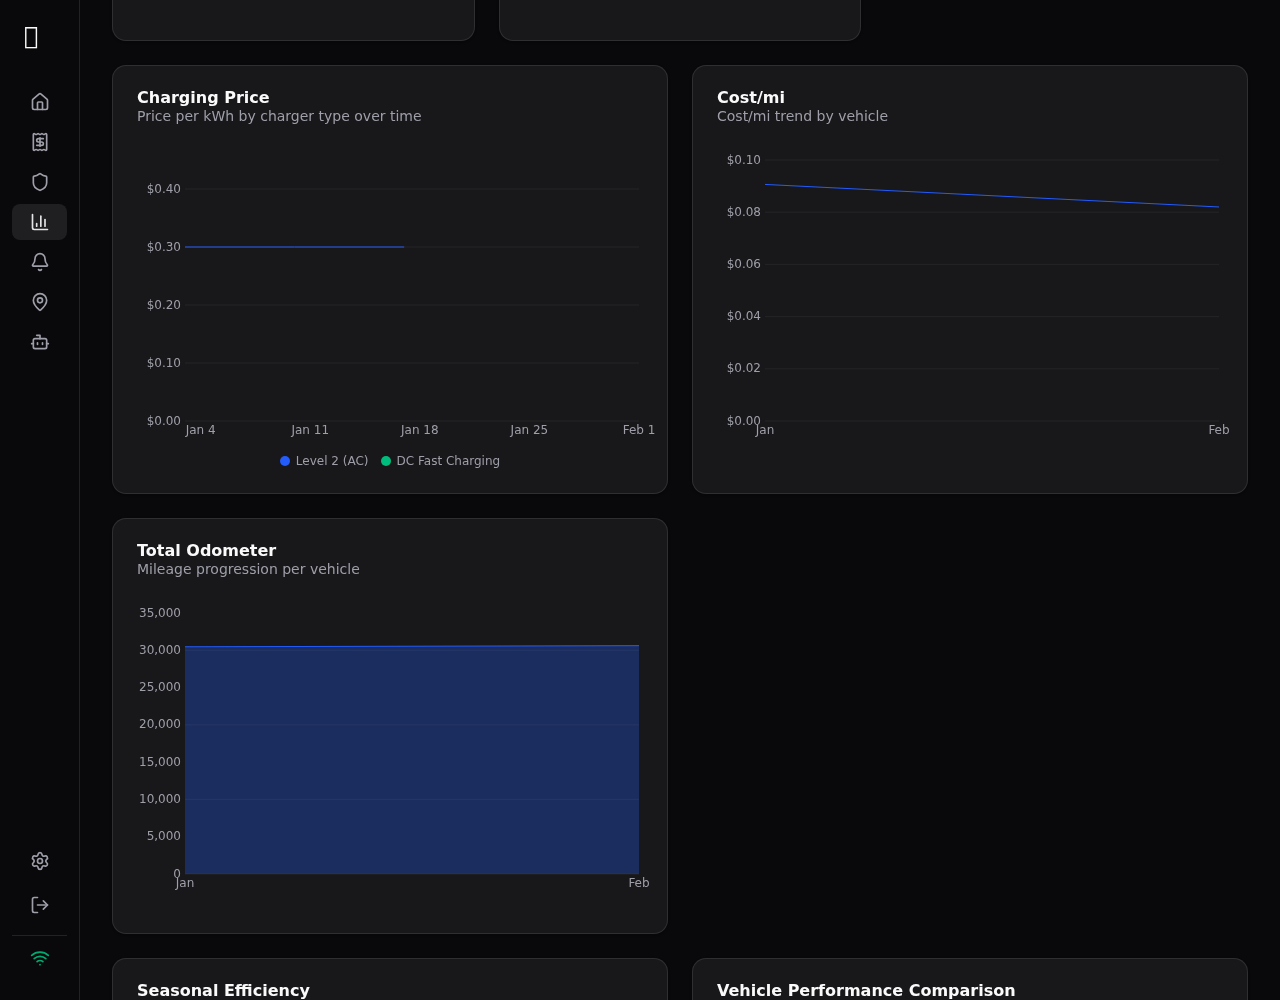 Charging Price
Price per kWh by charger type over time
$0.40
$0.30
$0.20
$0.10
$0.00
Jan 4 Jan 11 Jan 18 Jan 25 Feb 1
Level 2 (AC) DC Fast Charging
Cost/mi
Cost/mi trend by vehicle
$0.10
$0.08
$0.06
$0.04
$0.02
$0.00
Jan Feb
Total Odometer
Mileage progression per vehicle
35,000
30,000
25,000
20,000
15,000
10,000
5,000
0
Jan Feb
Seasonal Efficiency
Vehicle Performance Comparison